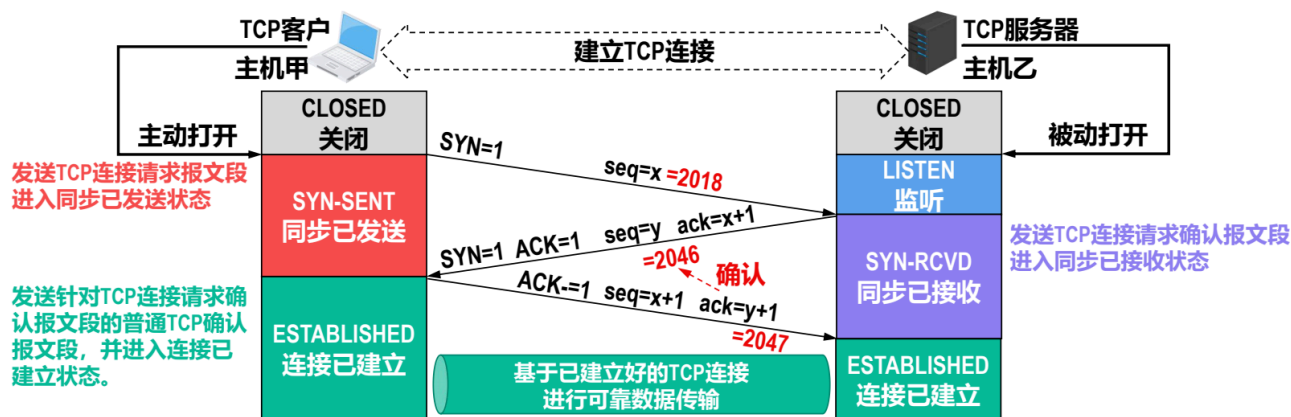 TCP客户
主机甲
建立TCP连接
TCP服务器
主机乙
CLOSED
关闭
CLOSED
关闭
主动打开
被动打开
发送TCP连接请求报文段
进入同步已发送状态
SYN=1
seq=x =2018
LISTEN
监听
SYN-SENT
同步已发送
SYN=1 ACK=1 seq=y ack=x+1
=2046
确认
SYN-RCVD
同步已接收
发送TCP连接请求确认报文段
进入同步已接收状态
ACK-=1 seq=x+1 ack=y+1
=2047
发送针对TCP连接请求确
认报文段的普通TCP确认
报文段，并进入连接已
建立状态。
ESTABLISHED
连接已建立
基于已建立好的TCP连接
进行可靠数据传输
ESTABLISHED
连接已建立